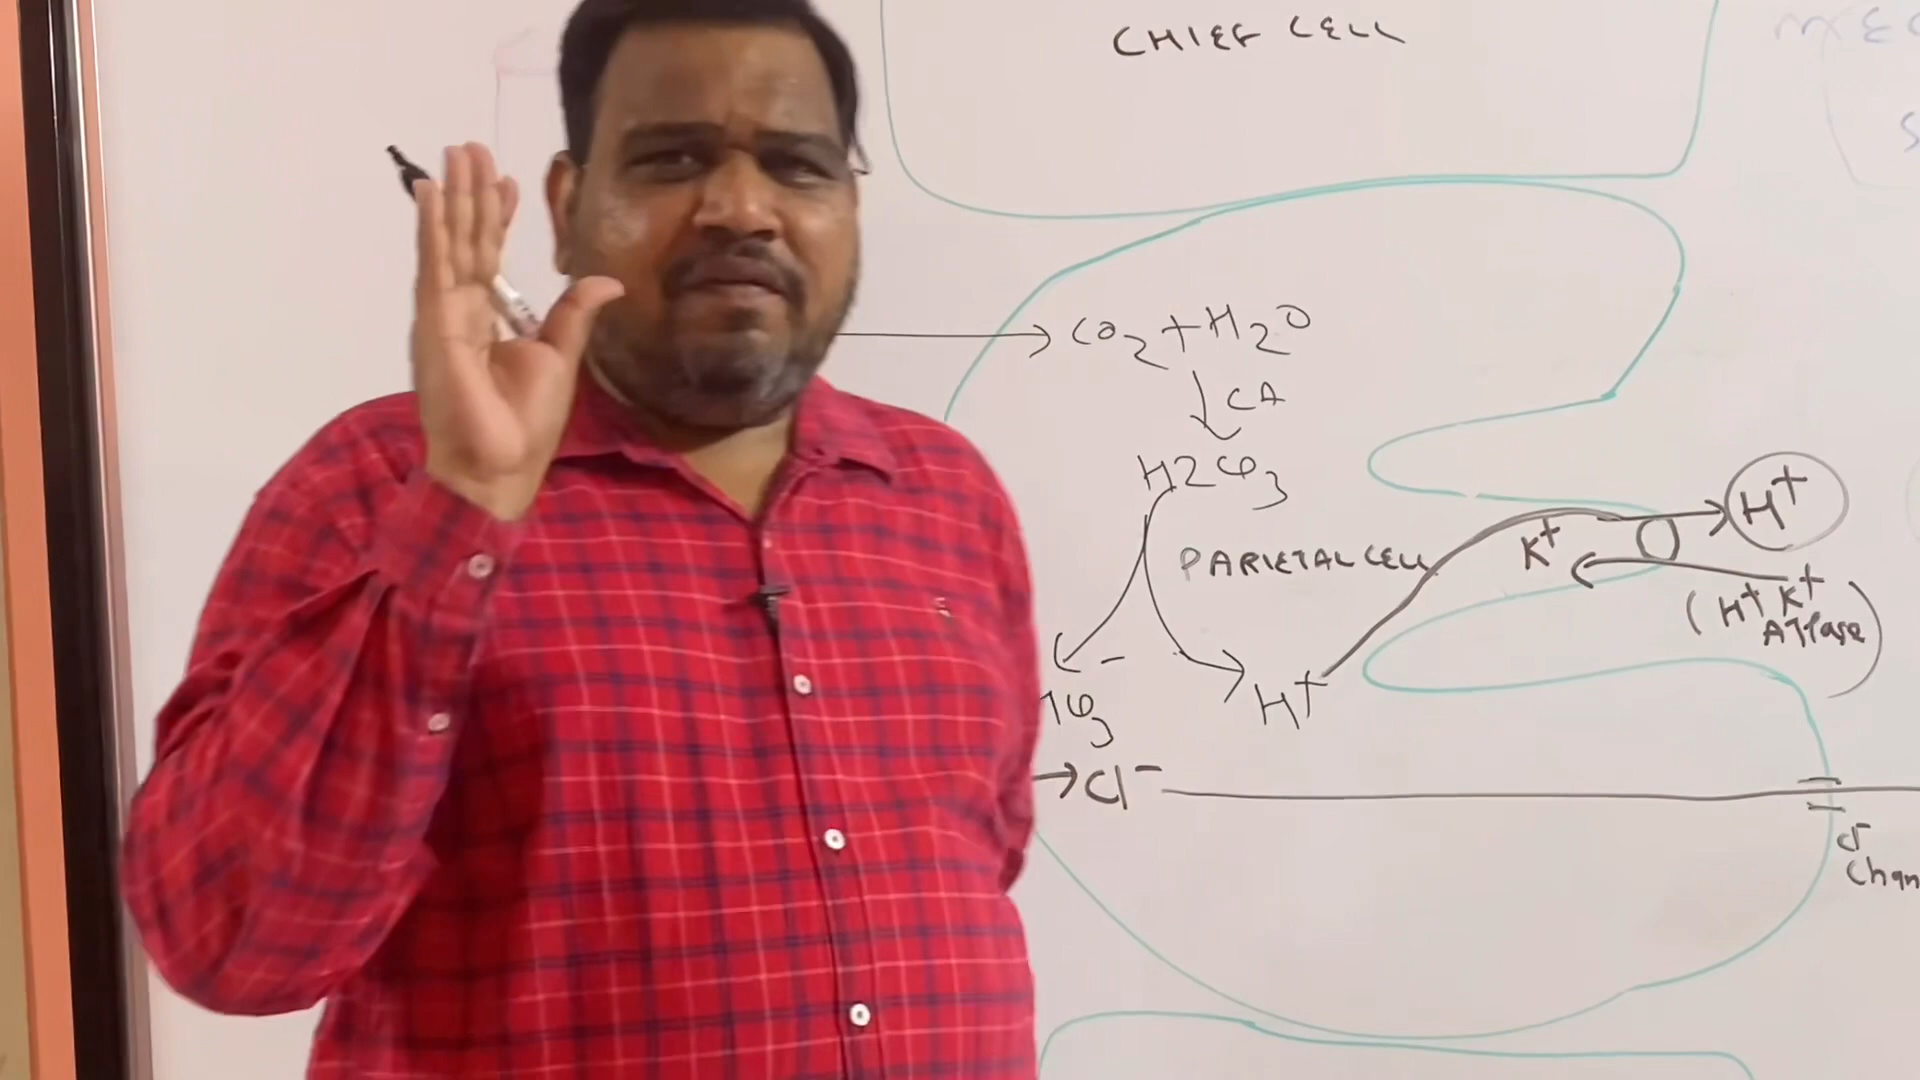 CHIEF CELL
CO2 + H2O
CA
H2CO3
PARIETAL CELL
K+
H+
K+
(H+ K+
ATPase)
H+
Cl-
Cl-
Chan